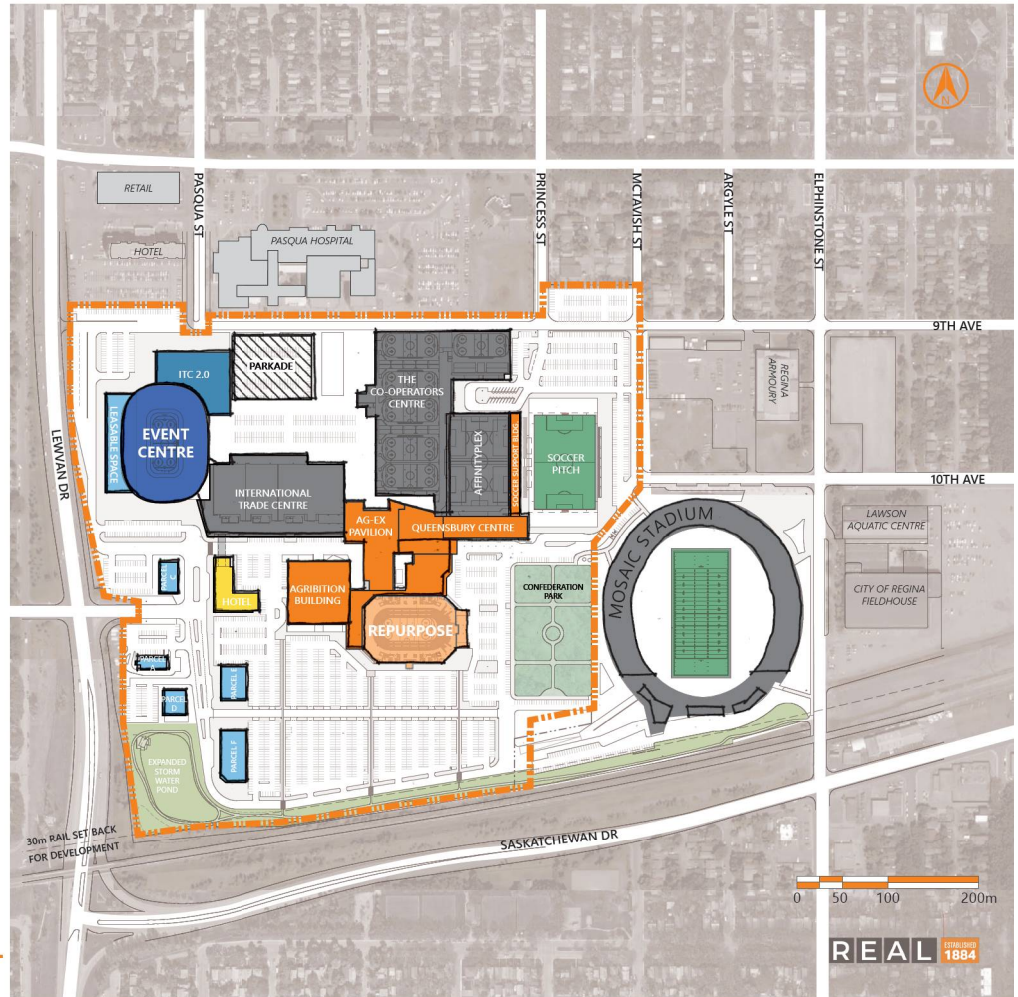 N
RETAIL
HOTEL
PASQUA ST
PASQUA HOSPITAL
PRINCESS ST
MCTAVISH ST
ARGYLE ST
ELPHINSTONE ST
9TH AVE
ITC 2.0
PARKADE
THE
CO-OPERATORS
CENTRE
REGINA
ARMOURY
LEWVAN DR
LEASABLE SPACE
EVENT
CENTRE
AFFINITYPLEX
SOCCER SUPPORT BLDG.
SOCCER
PITCH
10TH AVE
INTERNATIONAL
TRADE CENTRE
AG-EX
PAVILION
QUEENSBURY CENTRE
MOSAIC STADIUM
LAWSON
AQUATIC CENTRE
PARCEL
C
HOTEL
AGRIBITION
BUILDING
CONFEDERATION
PARK
CITY OF REGINA
FIELDHOUSE
REPURPOSE
PARCEL
PARCEL E
PARCEL
D
PARCEL F
EXPANDED
STORM
WATER
POND
30m RAIL SET BACK
FOR DEVELOPMENT
SASKATCHEWAN DR
0 50 100 200m
REAL ESTABLISHED
1884